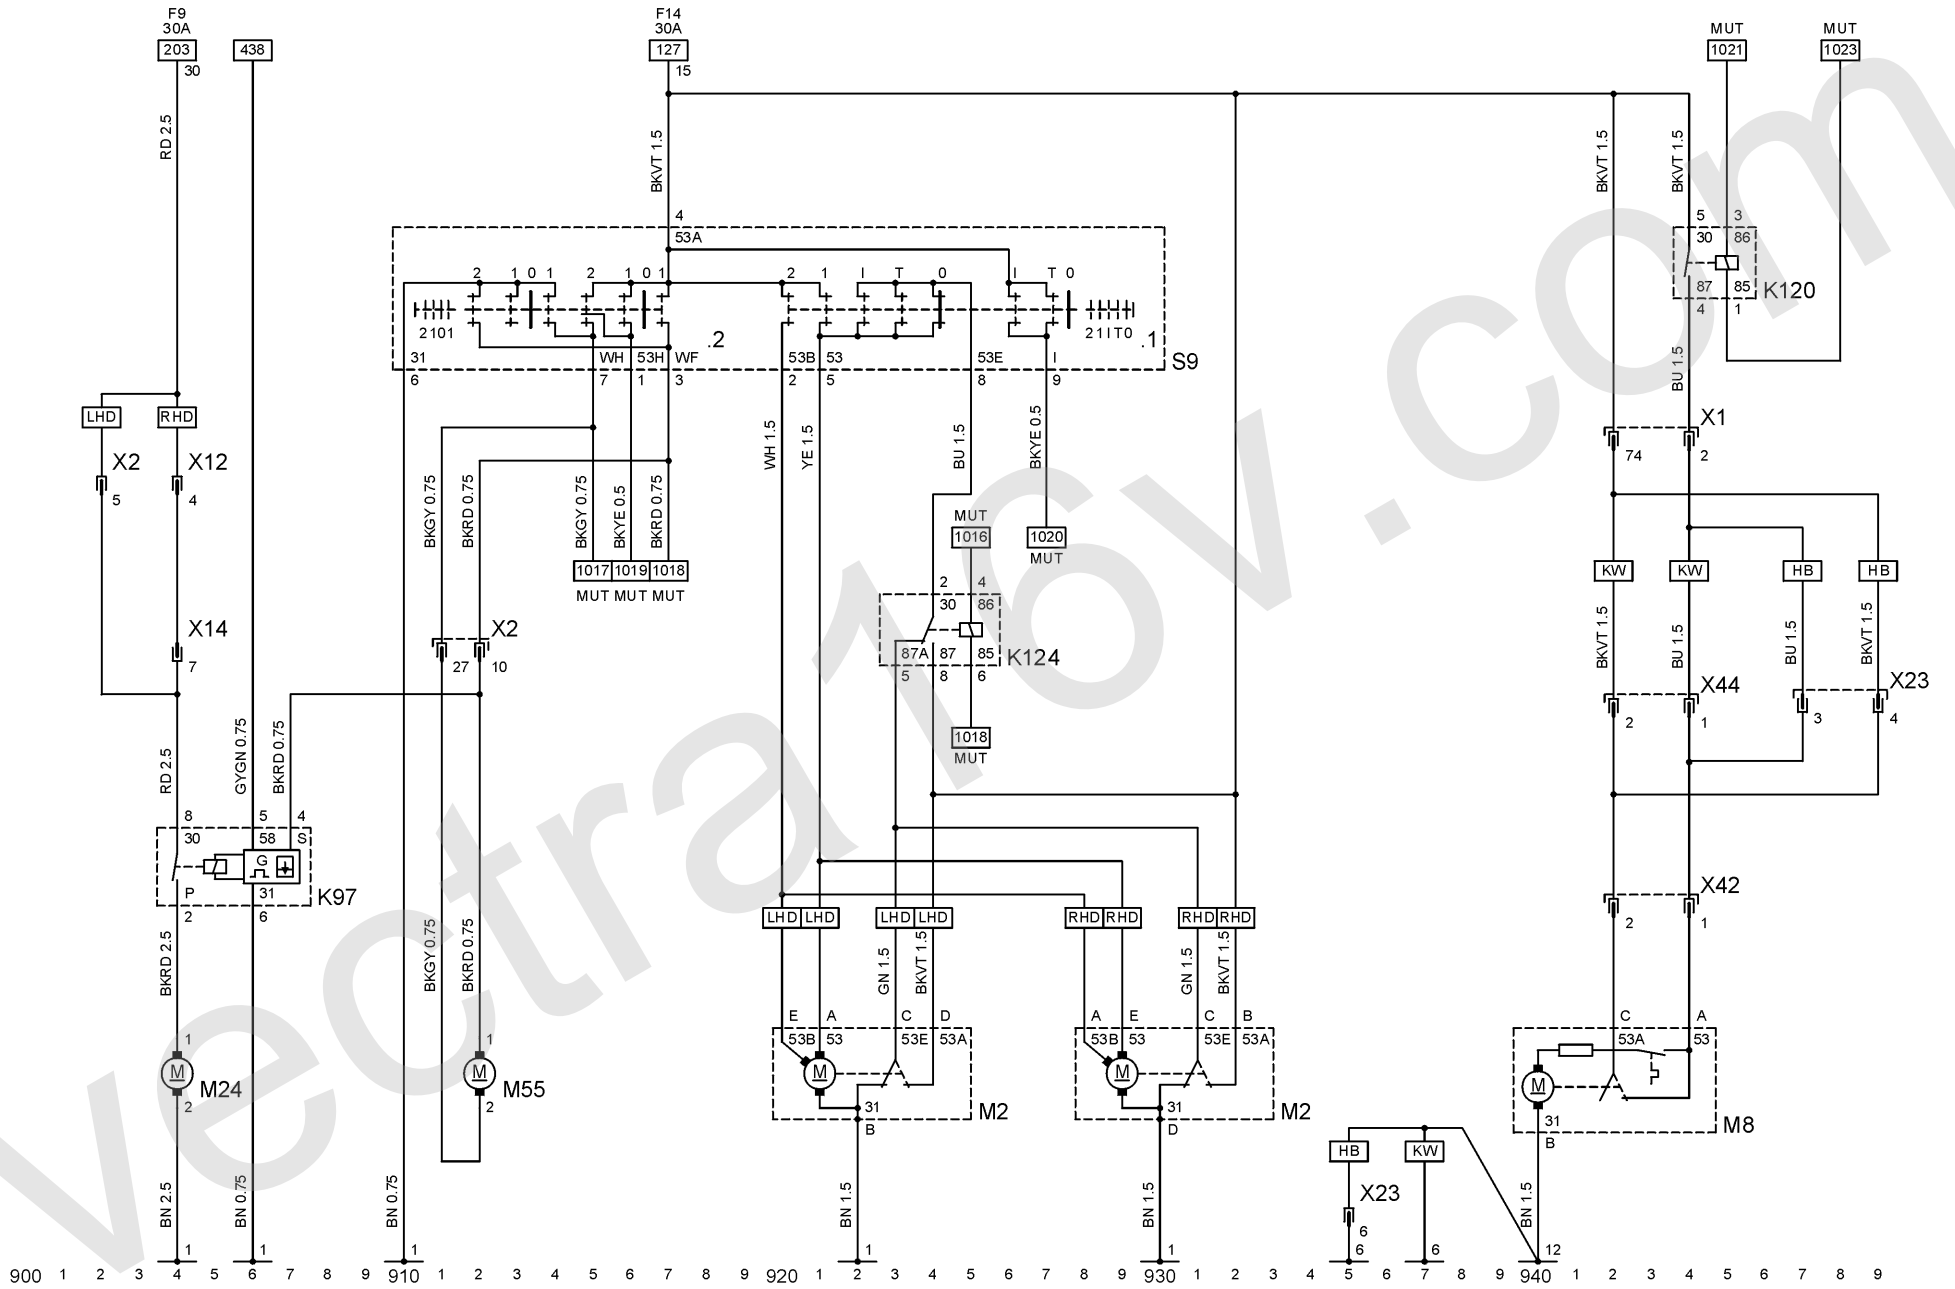 F9
30A
203
30
438
F14
30A
127
15
MUT
1021
MUT
1023
RD 2.5
BKVT 1.5
BKVT 1.5
BKVT 1.5
4
53A
2 1 0 1 2 1 0 1 2 1 I T 0 I T 0
2101
.2
211T0
.1
31
WH
53H
WF
53B
53
53E
I
S9
6
7
1
3
2
5
8
9
5
3
30
86
87
85
K120
4
1
BU 1.5
LHD
RHD
X2
5
X12
4
X14
7
BKGY 0.75
BKRD 0.75
BKGY 0.75
BKYE 0.5
BKRD 0.75
1017
1019
1018
MUT MUT MUT
WH 1.5
YE 1.5
BU 1.5
BKYE 0.5
MUT
1016
1020
MUT
2
4
30
86
87A
87
85
K124
5
8
6
1018
MUT
X2
27
10
X1
74
2
KW
KW
HB
HB
BKVT 1.5
BU 1.5
BU 1.5
BKVT 1.5
X44
2
1
X23
3
4
RD 2.5
GYGN 0.75
BKRD 0.75
8
5
4
30
58
S
G
P
31
K97
2
6
BKRD 2.5
BKGY 0.75
BKRD 0.75
LHD
LHD
LHD
LHD
RHD
RHD
RHD
RHD
GN 1.5
BKVT 1.5
GN 1.5
BKVT 1.5
X42
2
1
1
M
M24
2
1
M
M55
2
E
A
C
D
53B
53
53E
53A
M
31
M2
B
A
E
C
B
53B
53
53E
53A
M
31
M2
D
C
A
53A
53
M
31
M8
B
HB
KW
X23
6
BN 2.5
BN 0.75
BN 0.75
BN 1.5
BN 1.5
BN 1.5
1
1
1
1
1
6
6
12
900 1 2 3 4 5 6 7 8 9 910 1 2 3 4 5 6 7 8 9 920 1 2 3 4 5 6 7 8 9 930 1 2 3 4 5 6 7 8 9 940 1 2 3 4 5 6 7 8 9
vectra16v.com